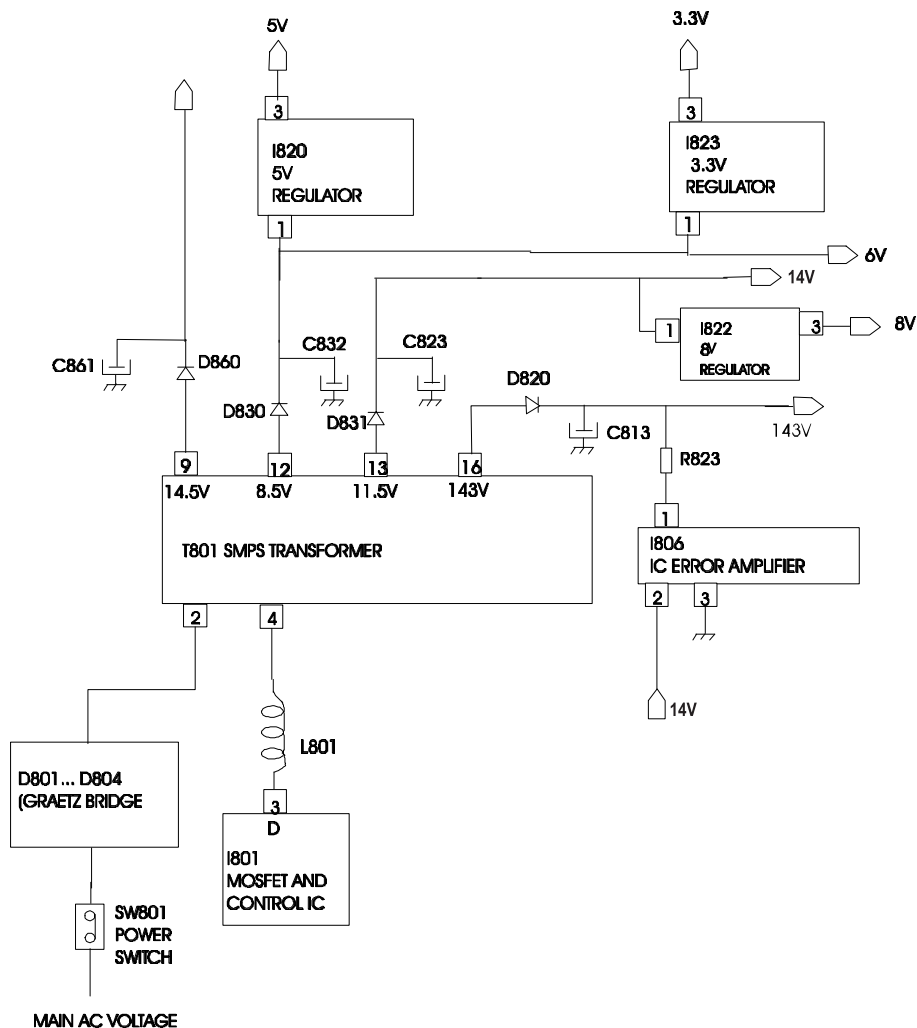 5V
3.3V
3
3
I820
5V
REGULATOR
I823
3.3V
REGULATOR
1
1
6V
14V
1
I822
8V
REGULATOR
3
8V
C861
D860
C832
C823
D820
D830
D831
C813
143V
R823
9
12
13
16
14.5V
8.5V
11.5V
143V
1
T801 SMPS TRANSFORMER
I806
IC ERROR AMPLIFIER
2
4
2
3
14V
L801
D801... D804
(GRAETZ BRIDGE
3
D
I801
MOSFET AND
CONTROL IC
SW801
POWER
SWITCH
MAIN AC VOLTAGE